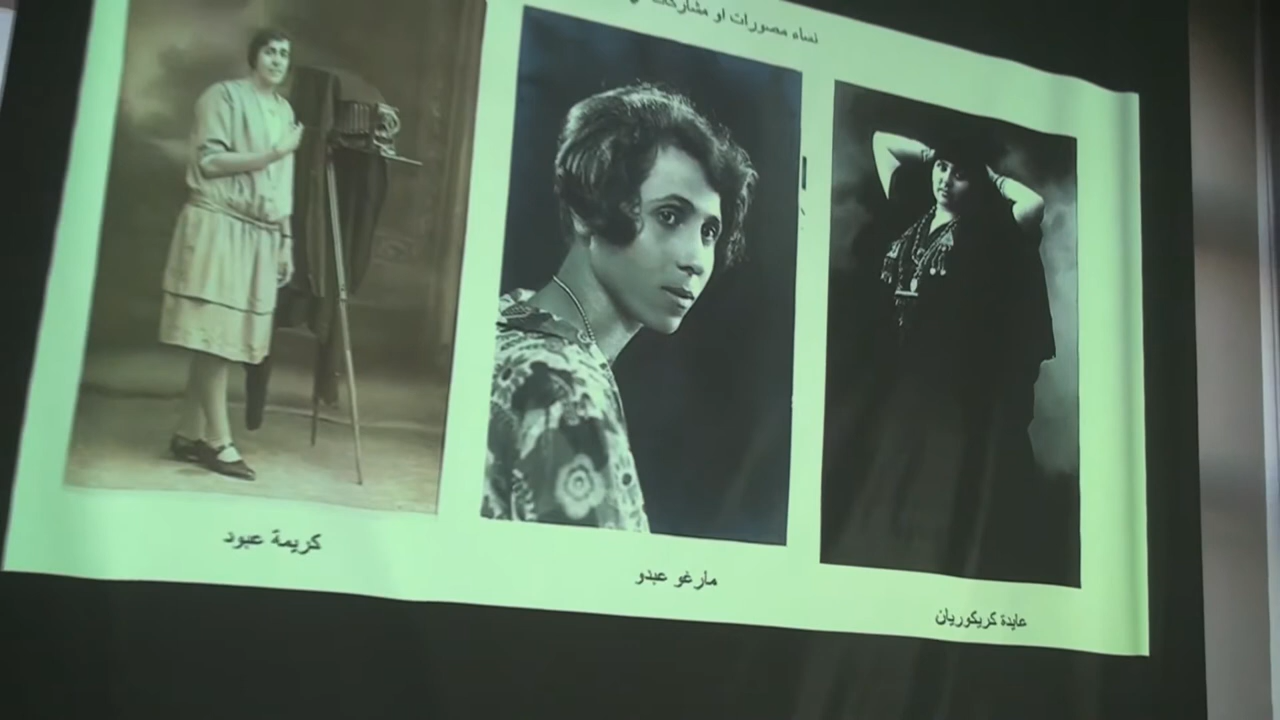 نساء مصورات او مشاركات
كريمة عبود
مارغو عبدو
عايدة كريكوريان